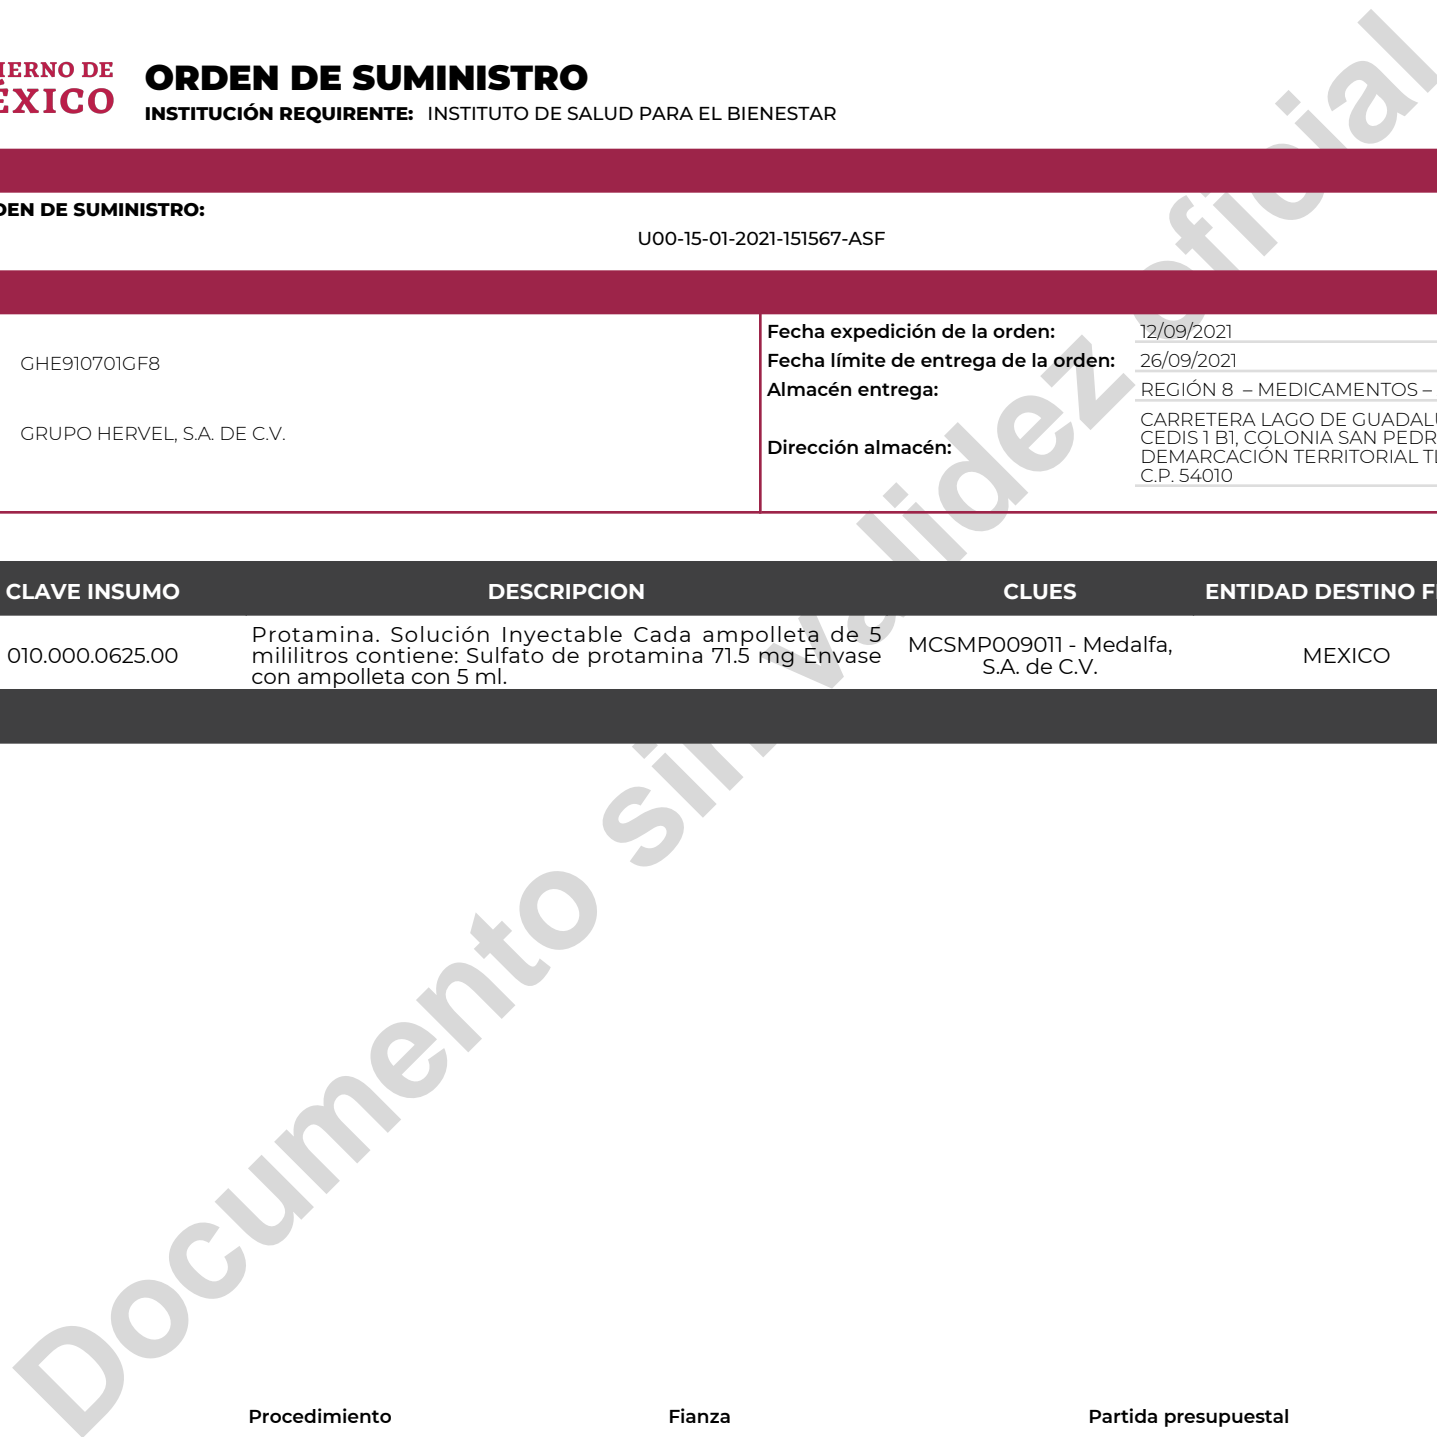 IERNO DE
ÉXICO
ORDEN DE SUMINISTRO
INSTITUCIÓN REQUIRENTE: INSTITUTO DE SALUD PARA EL BIENESTAR
DEN DE SUMINISTRO:
U00-15-01-2021-151567-ASF
GHE910701GF8
GRUPO HERVEL, S.A. DE C.V.
Fecha expedición de la orden: 12/09/2021
Fecha límite de entrega de la orden: 26/09/2021
Almacén entrega: REGIÓN 8 – MEDICAMENTOS –
Dirección almacén:
CARRETERA LAGO DE GUADALU
CEDIS 1 B1, COLONIA SAN PEDR
DEMARCACIÓN TERRITORIAL TL
C.P. 54010
CLAVE INSUMO DESCRIPCION CLUES ENTIDAD DESTINO FI
010.000.0625.00
Protamina. Solución Inyectable Cada ampolleta de 5
mililitros contiene: Sulfato de protamina 71.5 mg Envase
con ampolleta con 5 ml.
MCSMP009011 - Medalfa,
S.A. de C.V.
MEXICO
Documento sin validez oficial
Procedimiento Fianza Partida presupuestal